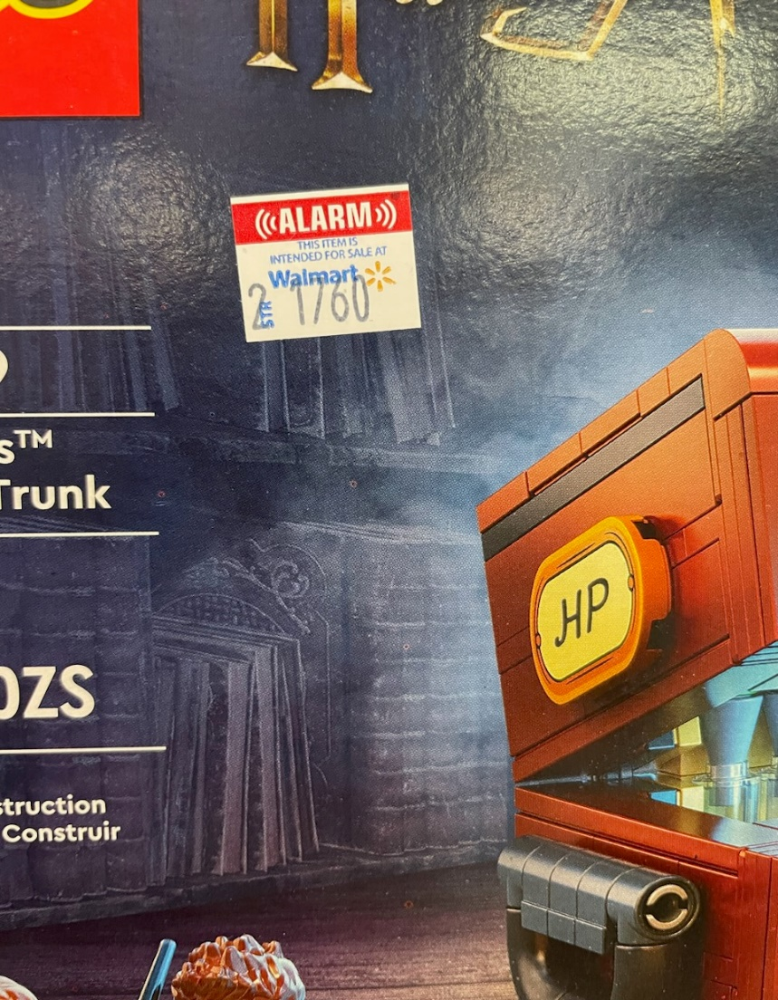 ((ALARM))
THIS ITEM IS
INTENDED FOR SALE AT
Walmart
STR
2 1760
s™
Trunk
HP
OZS
struction
Construir